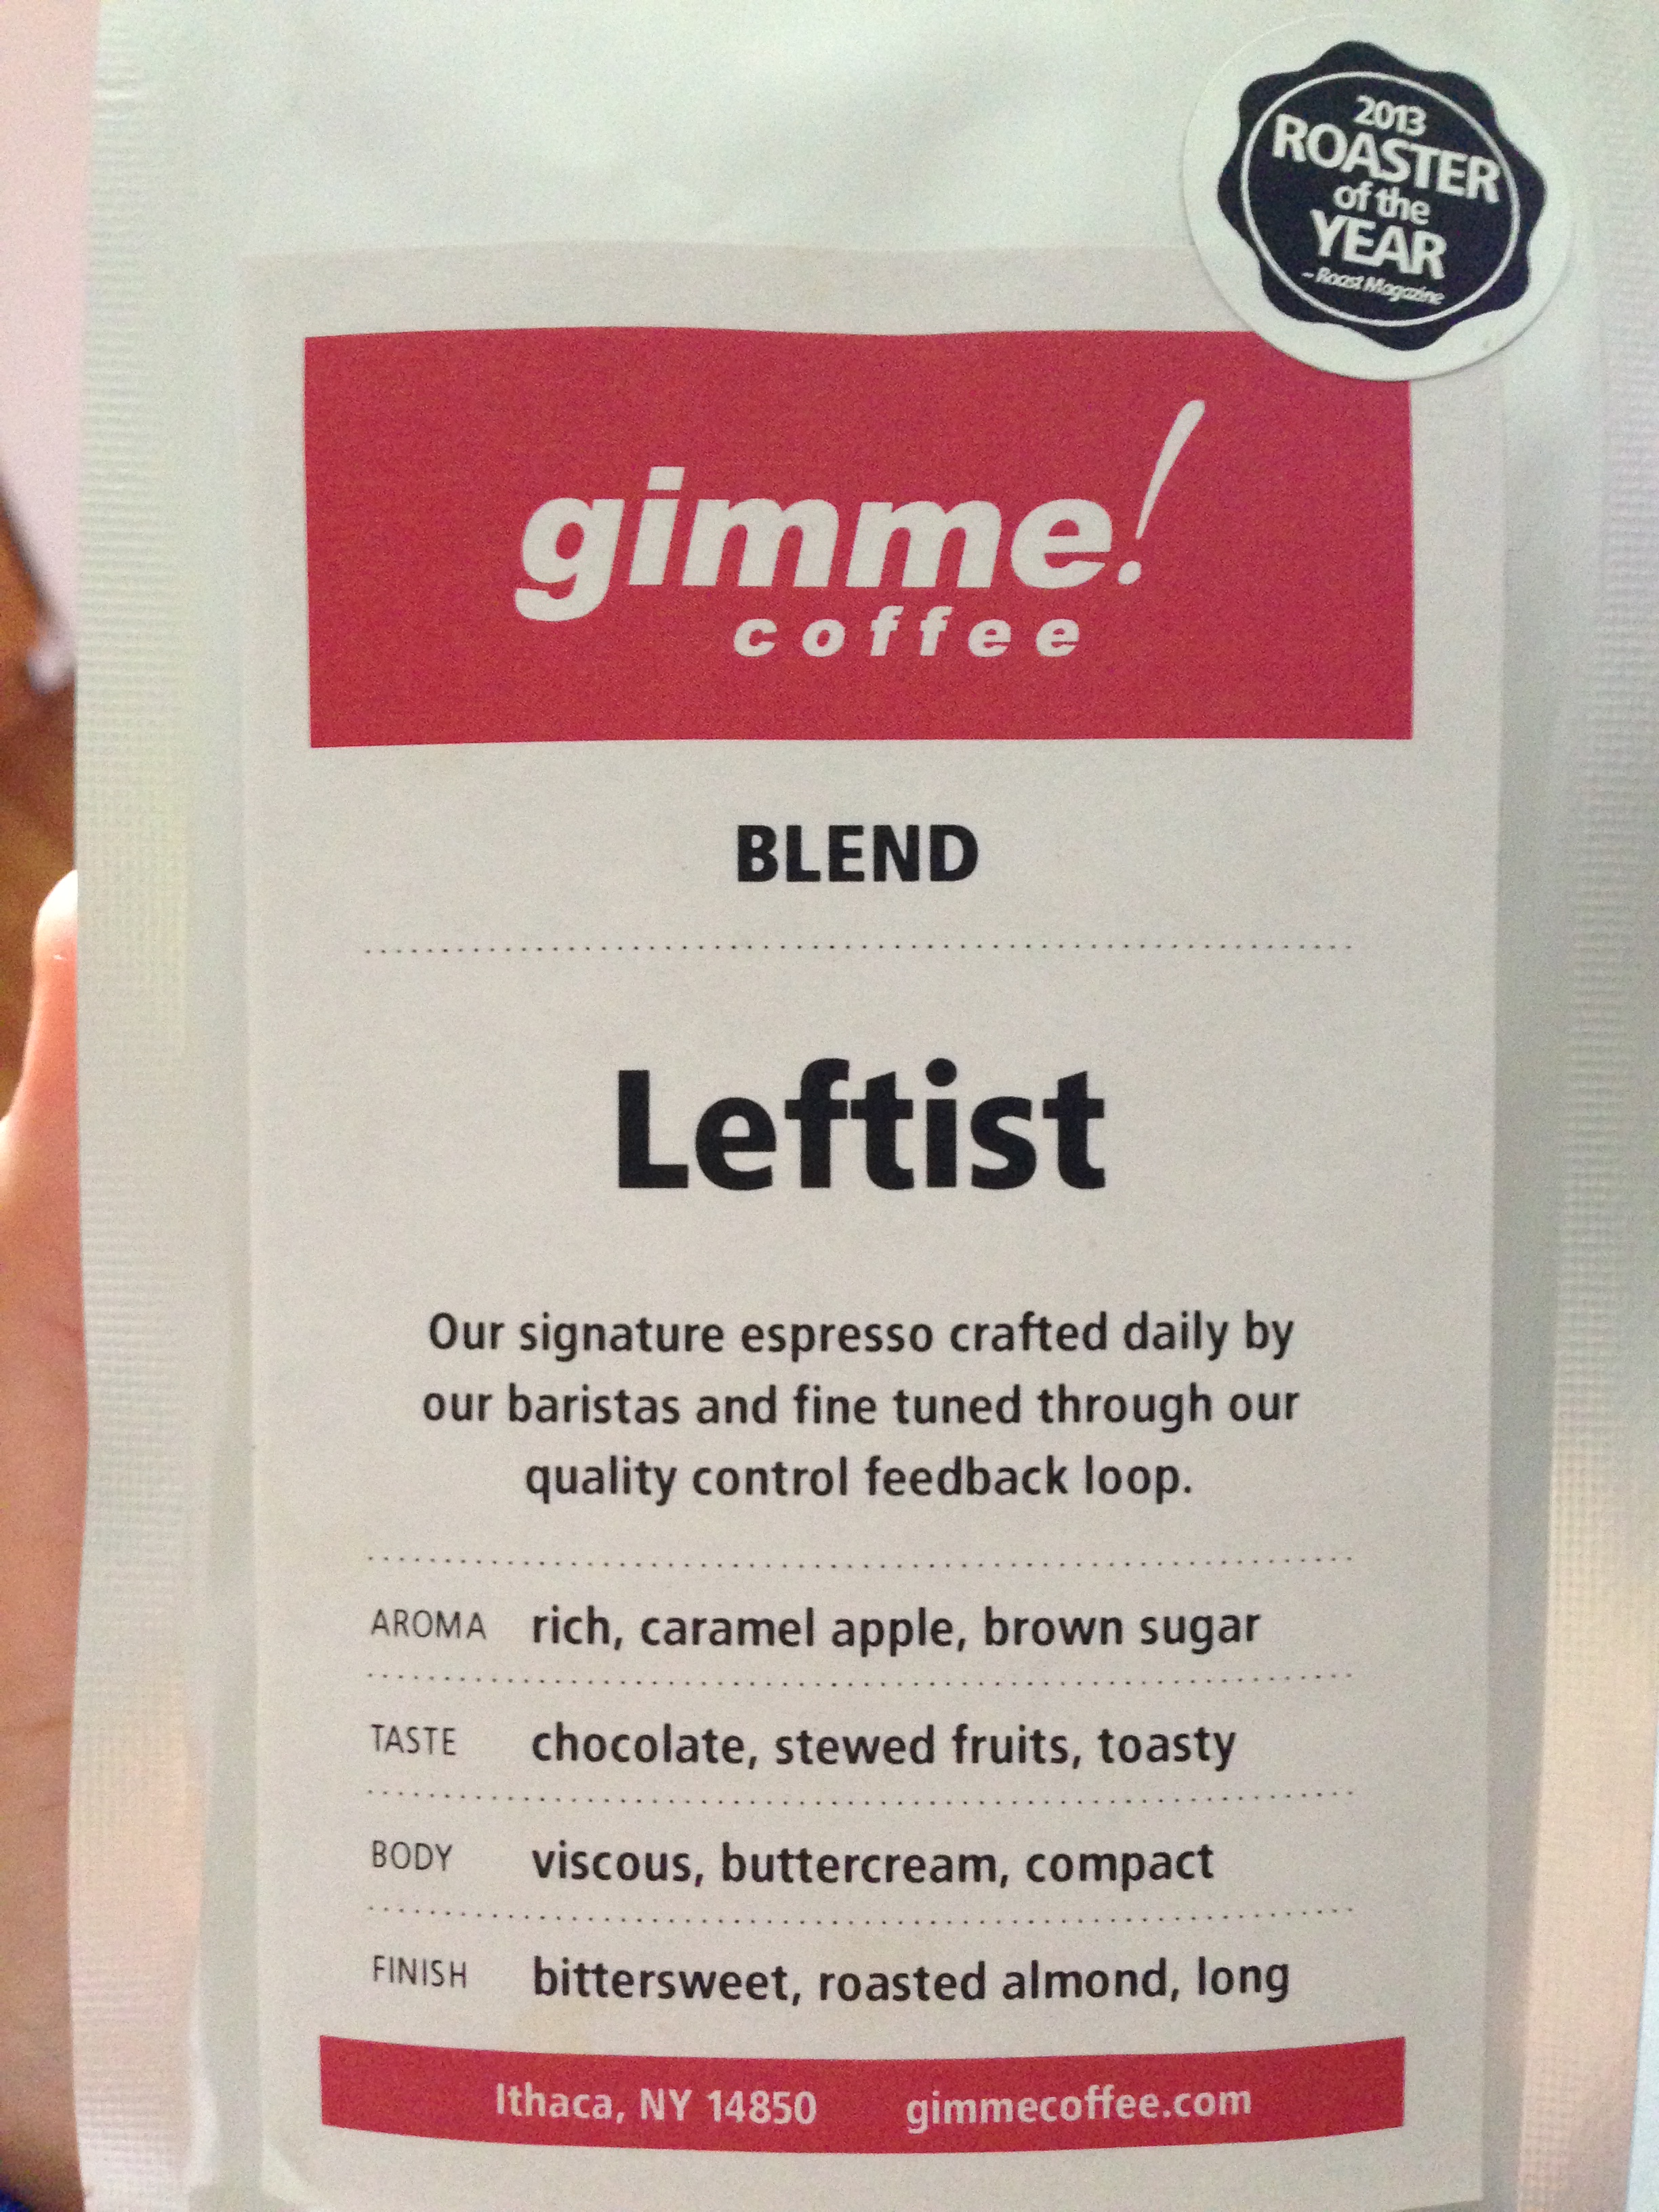 2013
ROASTER
of the
YEAR
– Roast Magazine
gimme!
coffee
BLEND
Leftist
Our signature espresso crafted daily by
our baristas and fine tuned through our
quality control feedback loop.
AROMA rich, caramel apple, brown sugar
TASTE chocolate, stewed fruits, toasty
BODY viscous, buttercream, compact
FINISH bittersweet, roasted almond, long
Ithaca, NY 14850 gimmecoffee.com